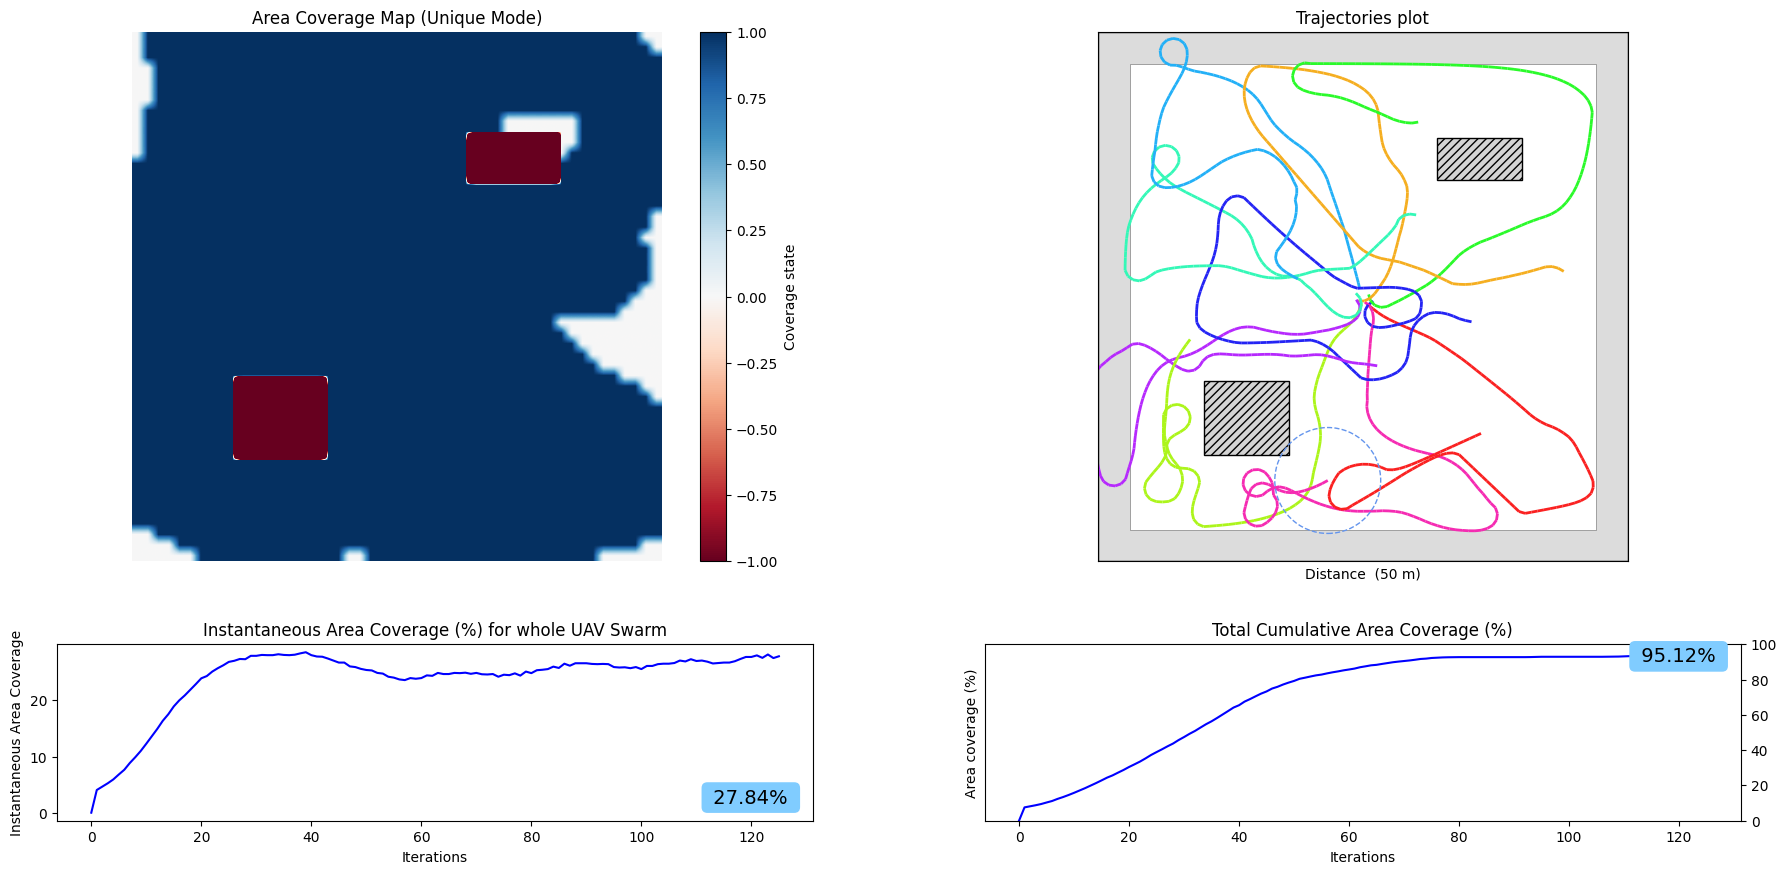 Area Coverage Map (Unique Mode)
1.00
0.75
0.50
0.25
0.00
−0.25
−0.50
−0.75
−1.00
Coverage state
Trajectories plot
Distance  (50 m)
Instantaneous Area Coverage (%) for whole UAV Swarm
Instantaneous Area Coverage
20
10
0
27.84%
0 20 40 60 80 100 120
Iterations
Total Cumulative Area Coverage (%)
Area coverage (%)
95.12%
100
80
60
40
20
0
0 20 40 60 80 100 120
Iterations